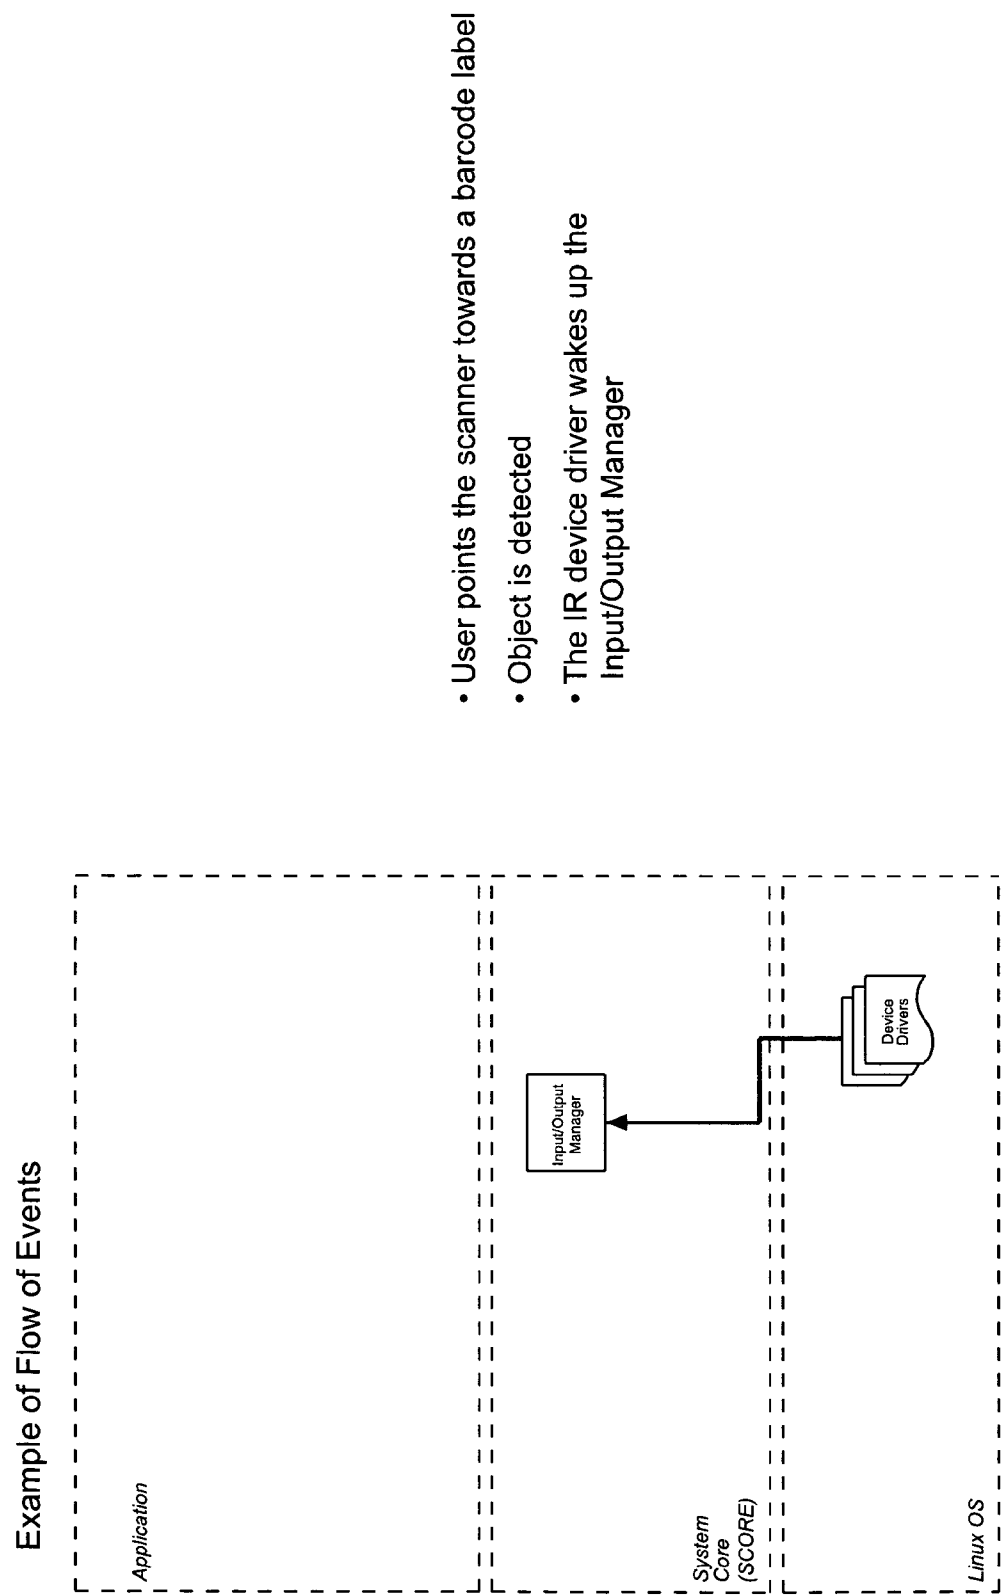 Example of Flow of Events
Application
System
Core
(SCORE)
Input/Output
Manager
Linux OS
Device
Drivers
• User points the scanner towards a barcode label
• Object is detected
• The IR device driver wakes up the
Input/Output Manager